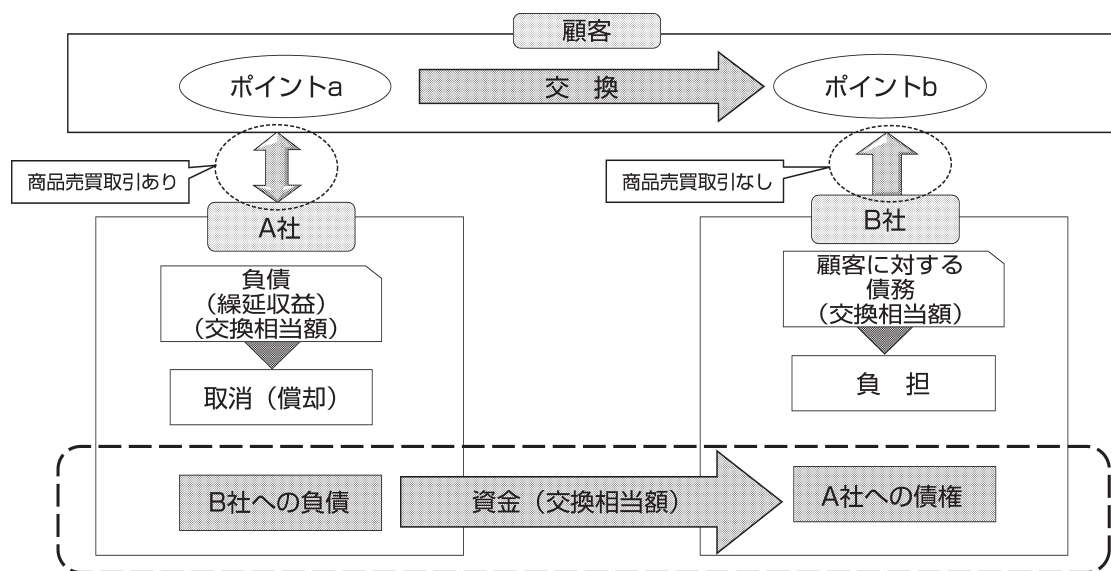 顧客
ポイントa
交　換
ポイントb
商品売買取引あり
商品売買取引なし
A社
負債
(繰延収益)
(交換相当額)
取消（償却）
B社
顧客に対する
債務
(交換相当額)
負　担
B社への負債
資金（交換相当額）
A社への債権